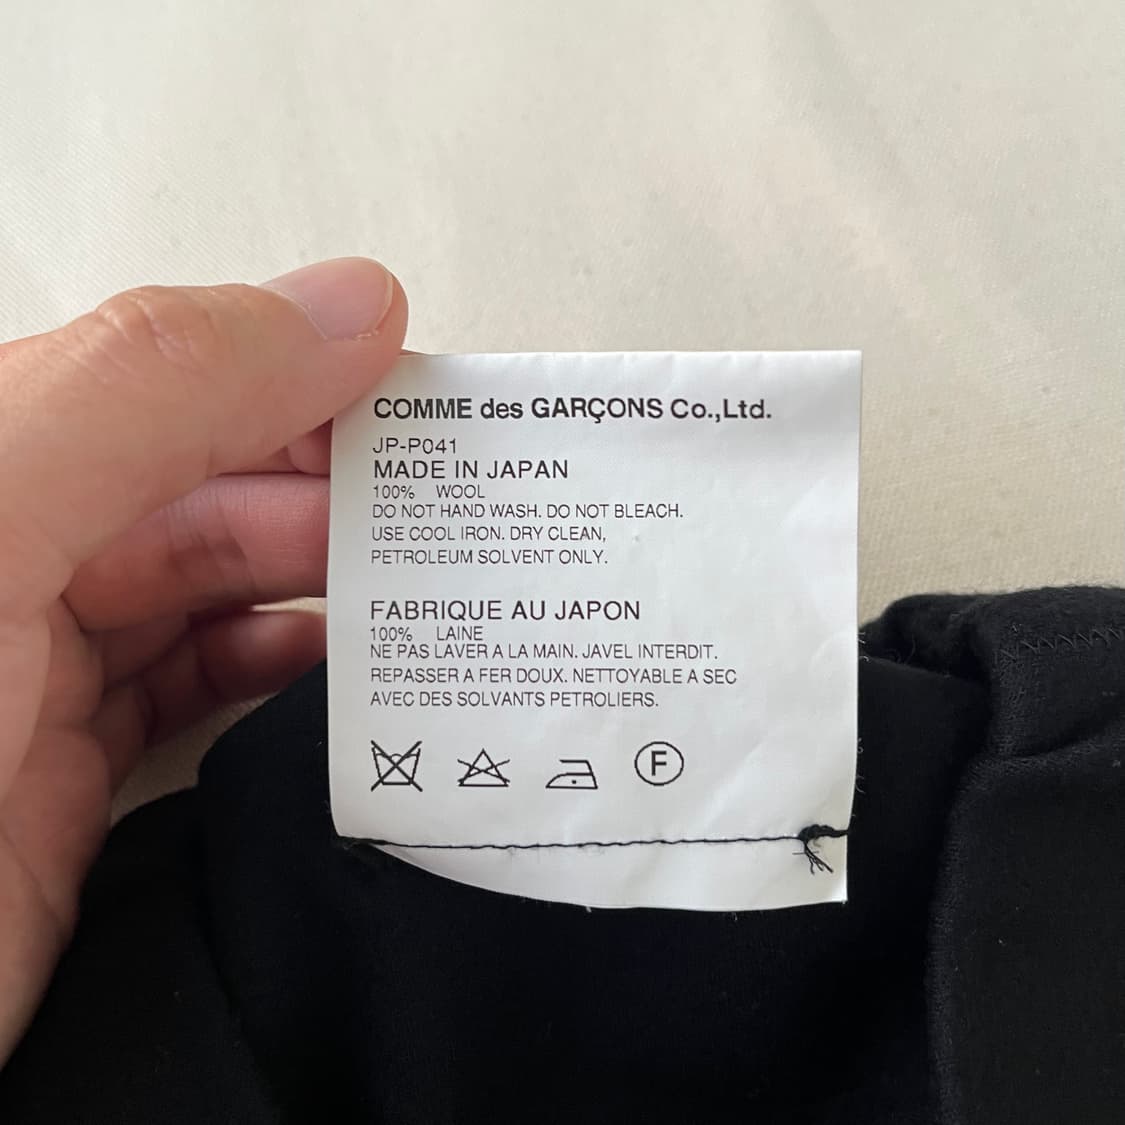 COMME des GARÇONS Co.,Ltd.
JP-P041
MADE IN JAPAN
100% WOOL
DO NOT HAND WASH. DO NOT BLEACH.
USE COOL IRON. DRY CLEAN,
PETROLEUM SOLVENT ONLY.
FABRIQUE AU JAPON
100% LAINE
NE PAS LAVER A LA MAIN. JAVEL INTERDIT.
REPASSER A FER DOUX. NETTOYABLE A SEC
AVEC DES SOLVANTS PETROLIERS.
F